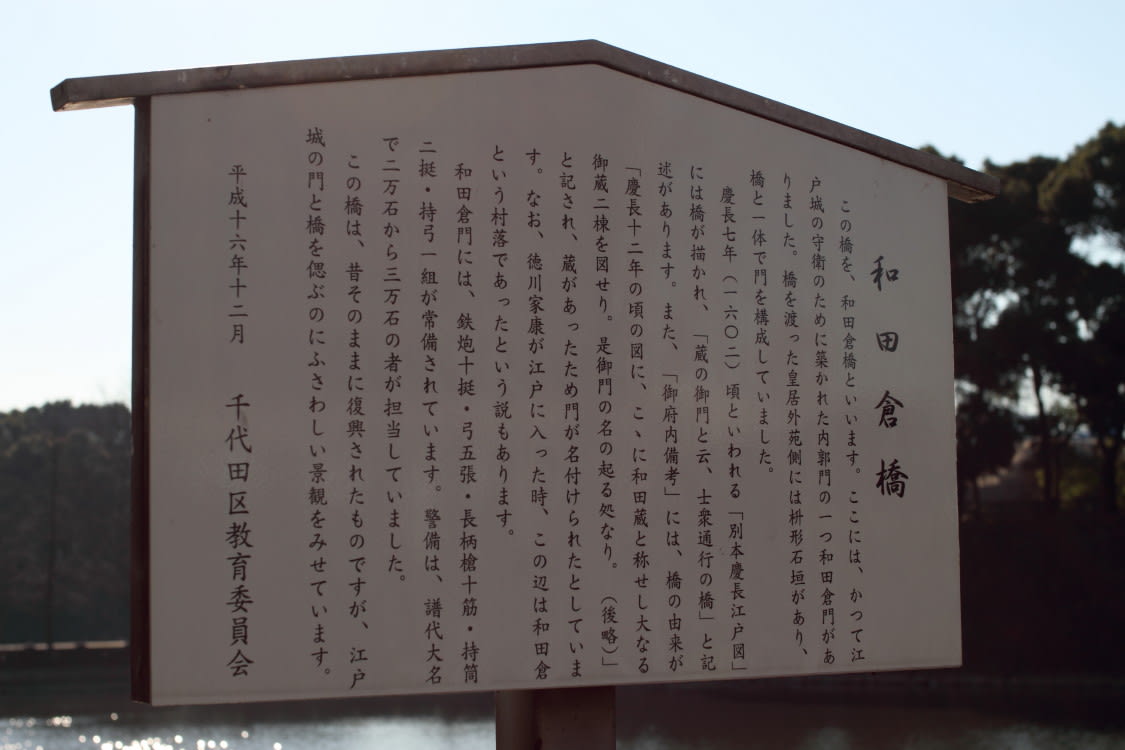 和田倉橋
この橋を、和田倉橋といいます。ここには、かつて江
戸城の守衛のために築かれた内郭門の一つ和田倉門があ
りました。橋を渡った皇居外苑側には枡形石垣があり、
橋と一体で門を構成していました。
慶長七年（一六〇二）頃といわれる「別本慶長江戸図」
には橋が描かれ、「蔵の御門と云、士衆通行の橋」と記
述があります。また、「御府内備考」には、橋の由来が
「慶長十二年の頃の図に、こゝに和田蔵と称せし大なる
御蔵二棟を図せり。是御門の名の起る処なり。（後略）」
と記され、蔵があったため門が名付けられたとしていま
す。なお、徳川家康が江戸に入った時、この辺は和田倉
という村落であったという説もあります。
和田倉門には、鉄炮十挺・弓五張・長柄槍十筋・持筒
二挺・持弓一組が常備されています。警備は、譜代大名
で二万石から三万石の者が担当していました。
この橋は、昔そのままに復興されたものですが、江戸
城の門と橋を偲ぶのにふさわしい景観をみせています。
平成十六年十二月　千代田区教育委員会